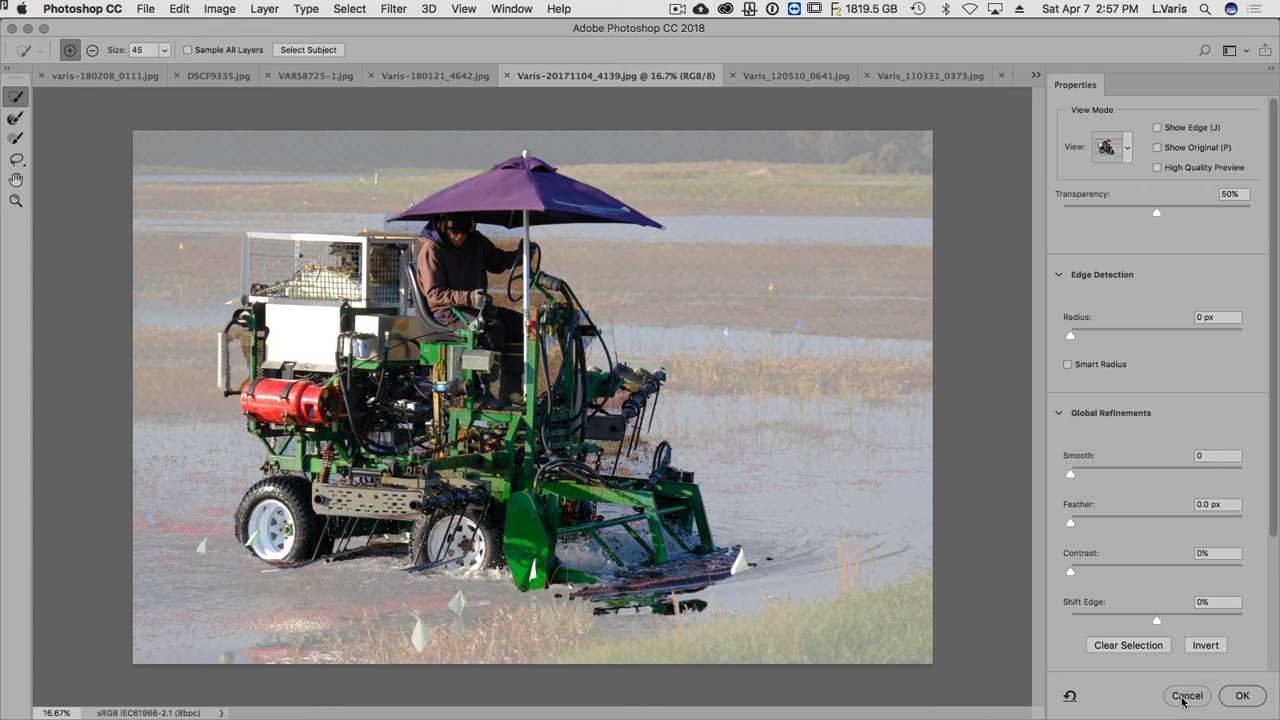 Photoshop CC File Edit Image Layer Type Select Filter 3D View Window Help 1819.5 GB Sat Apr 7 2:57 PM L.Varis
Adobe Photoshop CC 2018
Size: 45 Sample All Layers Select Subject
varis-180208_0111.jpg DSCF9335.jpg VARS8725-1.jpg Varis-180121_4642.jpg Varis-20171104_4139.jpg @ 16.7% (RGB/8) Varis_120510_0641.jpg Varis_110331_0373.jpg
Properties
View Mode
Show Edge (J)
View:
Show Original (P)
High Quality Preview
Transparency: 50%
Edge Detection
Radius: 0 px
Smart Radius
Global Refinements
Smooth: 0
Feather: 0.0 px
Contrast: 0%
Shift Edge: 0%
Clear Selection Invert
Cancel OK
16.67% sRGB IEC61966-2.1 (8bpc)